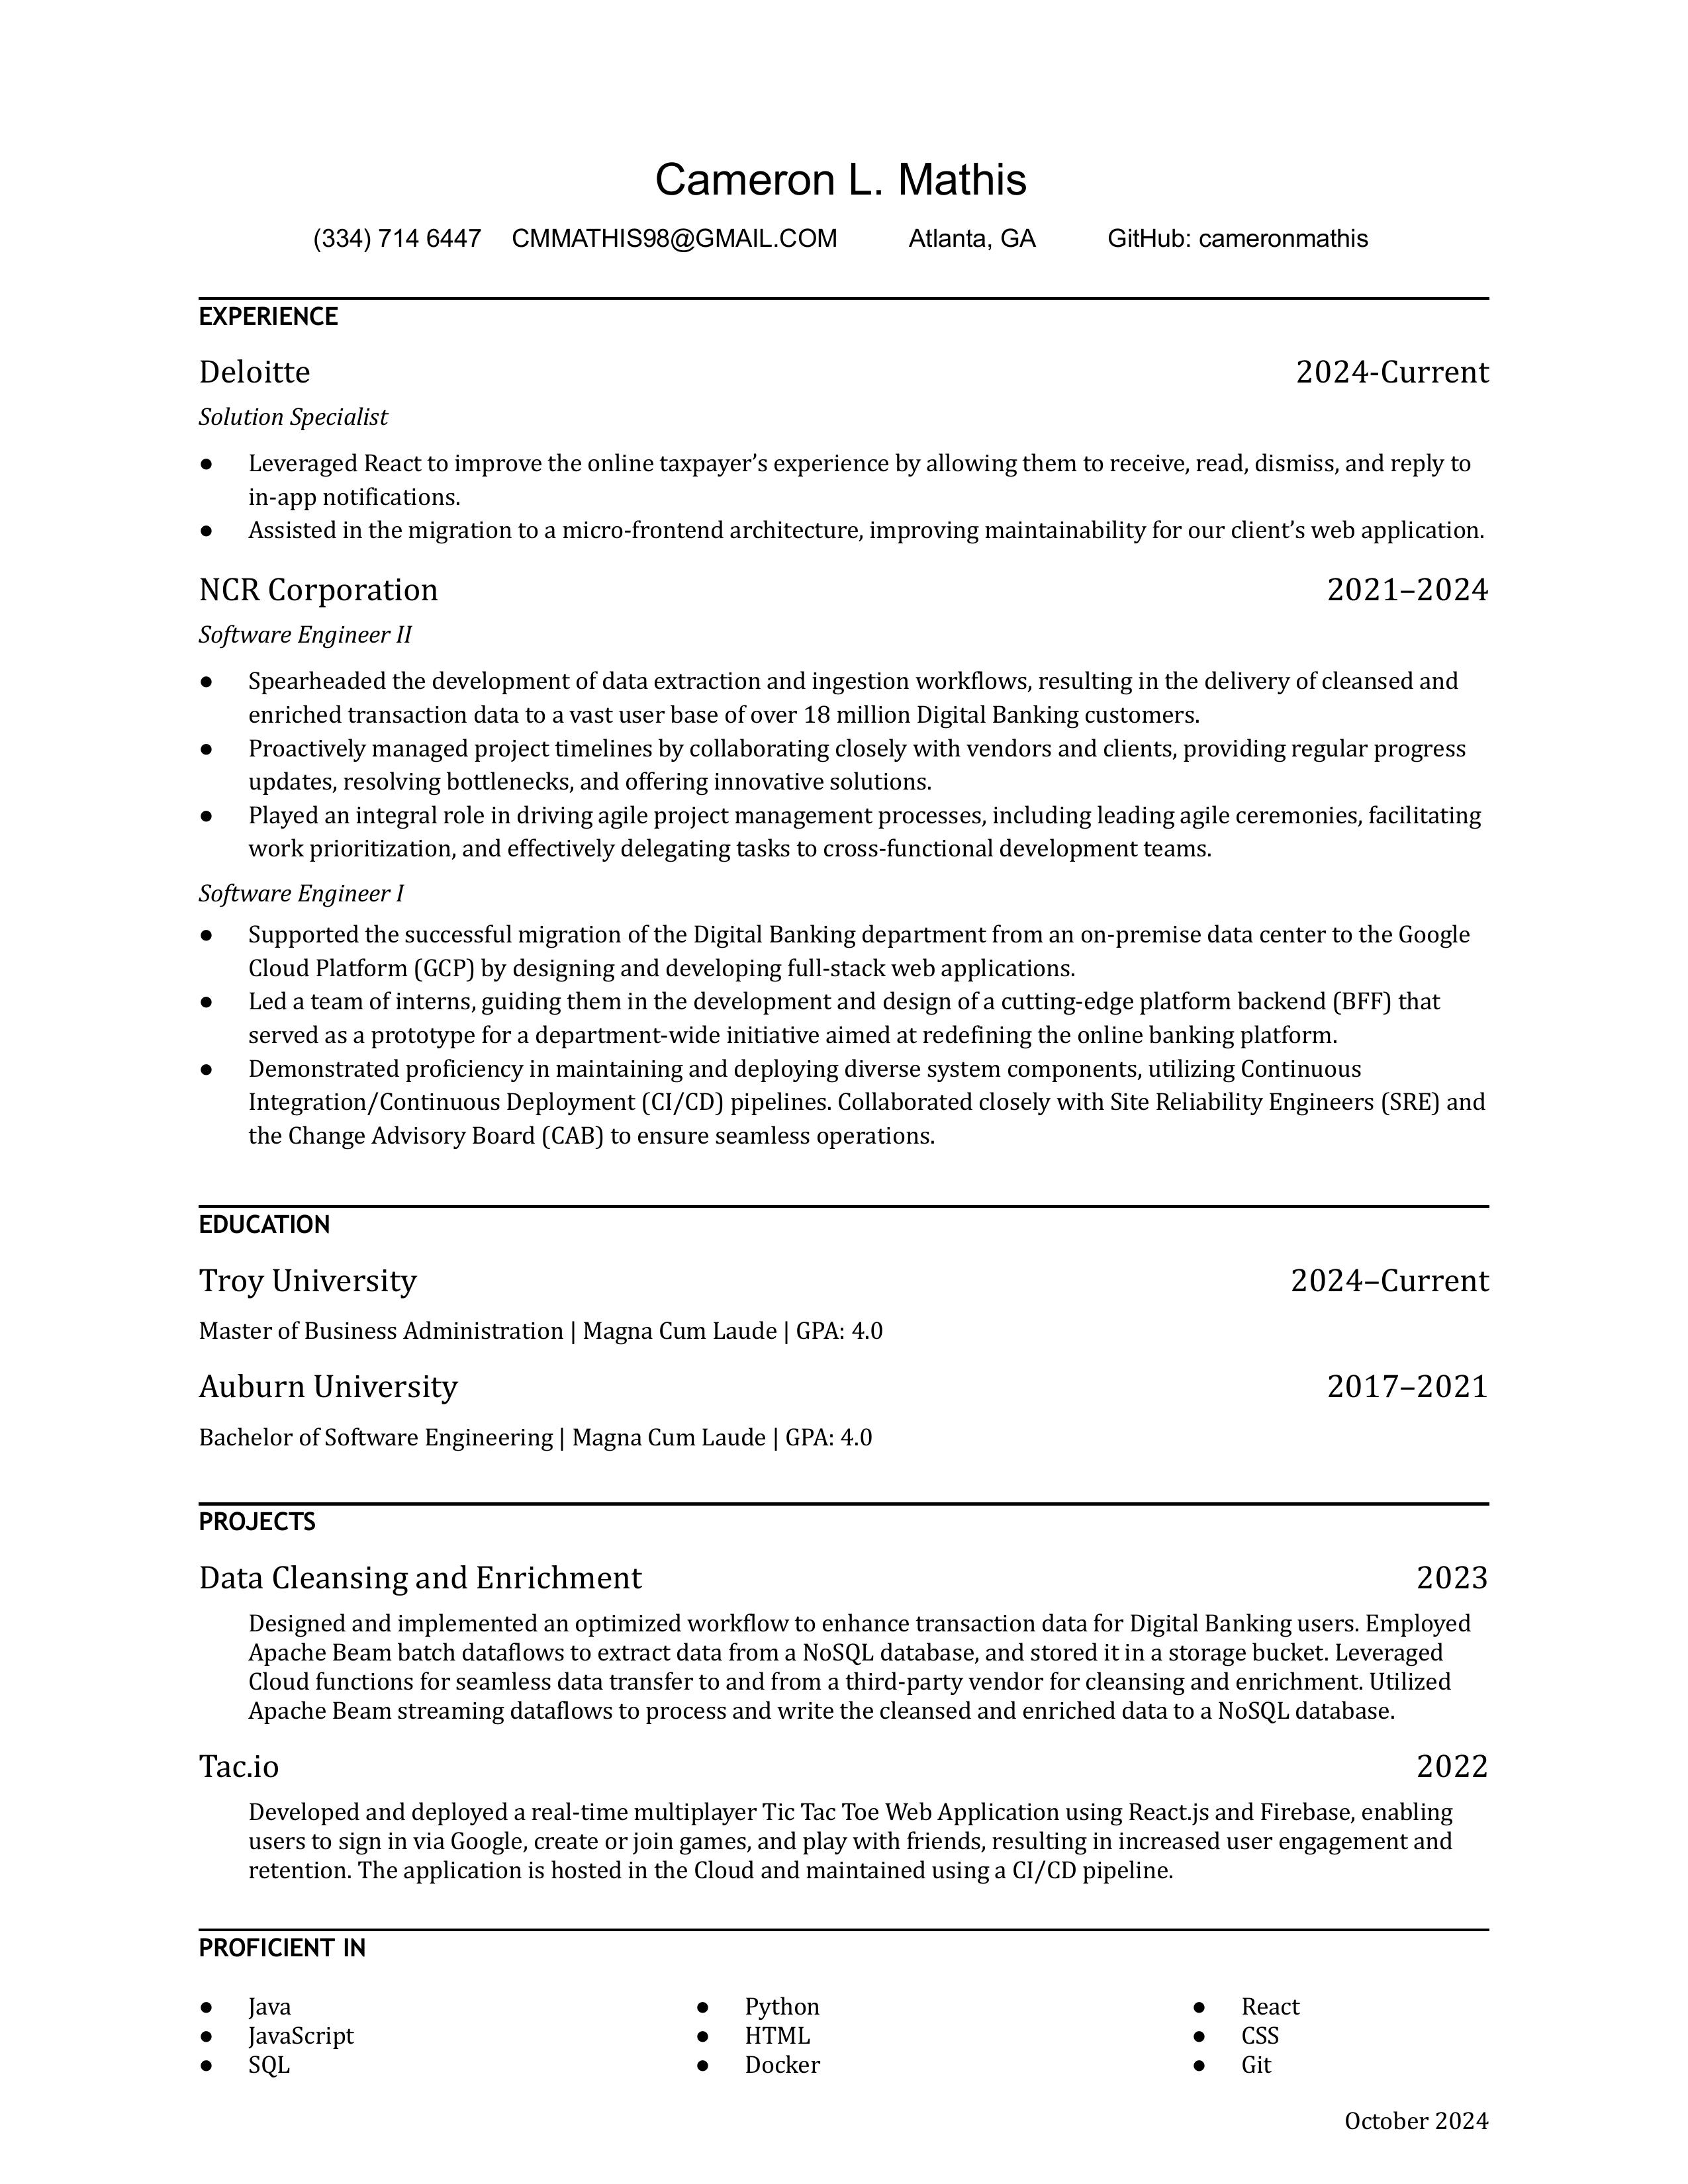 Cameron L. Mathis
(334) 714 6447 CMMATHIS98@GMAIL.COM Atlanta, GA GitHub: cameronmathis
EXPERIENCE
Deloitte 2024-Current
Solution Specialist
● Leveraged React to improve the online taxpayer’s experience by allowing them to receive, read, dismiss, and reply to
in-app notifications.
● Assisted in the migration to a micro-frontend architecture, improving maintainability for our client’s web application.
NCR Corporation 2021–2024
Software Engineer II
● Spearheaded the development of data extraction and ingestion workflows, resulting in the delivery of cleansed and
enriched transaction data to a vast user base of over 18 million Digital Banking customers.
● Proactively managed project timelines by collaborating closely with vendors and clients, providing regular progress
updates, resolving bottlenecks, and offering innovative solutions.
● Played an integral role in driving agile project management processes, including leading agile ceremonies, facilitating
work prioritization, and effectively delegating tasks to cross-functional development teams.
Software Engineer I
● Supported the successful migration of the Digital Banking department from an on-premise data center to the Google
Cloud Platform (GCP) by designing and developing full-stack web applications.
● Led a team of interns, guiding them in the development and design of a cutting-edge platform backend (BFF) that
served as a prototype for a department-wide initiative aimed at redefining the online banking platform.
● Demonstrated proficiency in maintaining and deploying diverse system components, utilizing Continuous
Integration/Continuous Deployment (CI/CD) pipelines. Collaborated closely with Site Reliability Engineers (SRE) and
the Change Advisory Board (CAB) to ensure seamless operations.
EDUCATION
Troy University 2024–Current
Master of Business Administration | Magna Cum Laude | GPA: 4.0
Auburn University 2017–2021
Bachelor of Software Engineering | Magna Cum Laude | GPA: 4.0
PROJECTS
Data Cleansing and Enrichment 2023
Designed and implemented an optimized workflow to enhance transaction data for Digital Banking users. Employed
Apache Beam batch dataflows to extract data from a NoSQL database, and stored it in a storage bucket. Leveraged
Cloud functions for seamless data transfer to and from a third-party vendor for cleansing and enrichment. Utilized
Apache Beam streaming dataflows to process and write the cleansed and enriched data to a NoSQL database.
Tac.io 2022
Developed and deployed a real-time multiplayer Tic Tac Toe Web Application using React.js and Firebase, enabling
users to sign in via Google, create or join games, and play with friends, resulting in increased user engagement and
retention. The application is hosted in the Cloud and maintained using a CI/CD pipeline.
PROFICIENT IN
● Java ● Python ● React
● JavaScript ● HTML ● CSS
● SQL ● Docker ● Git
October 2024